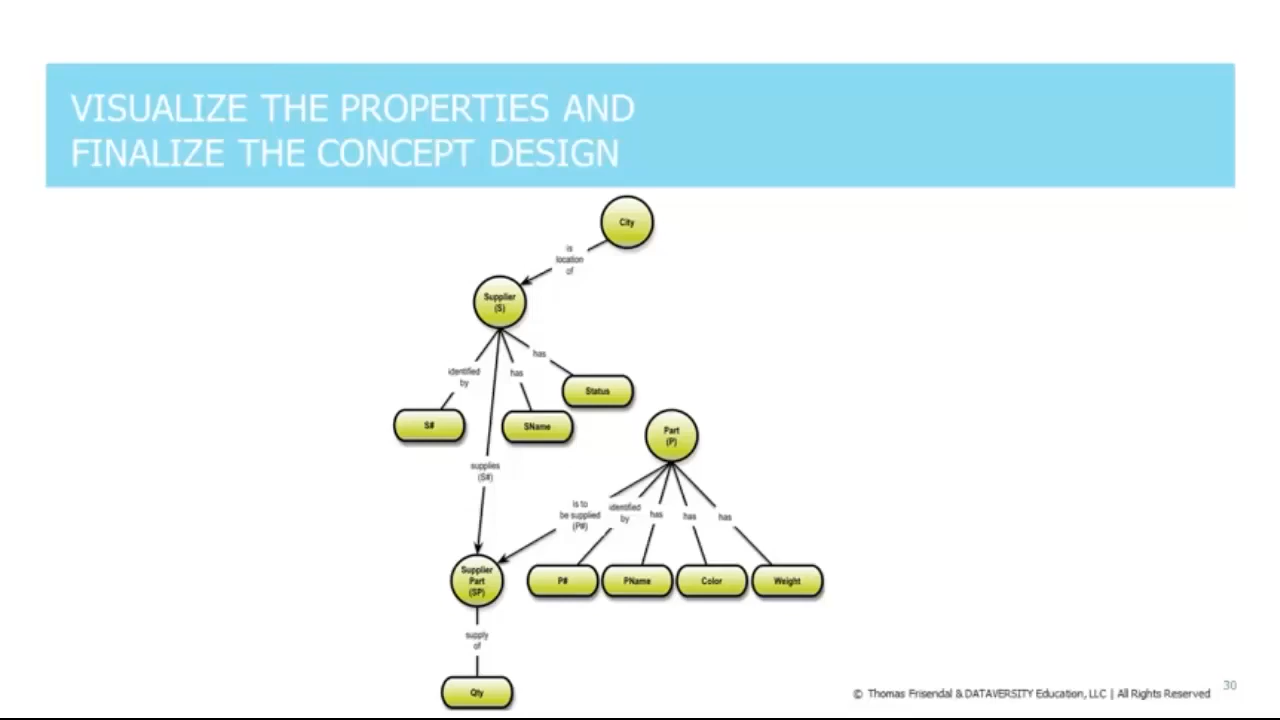 VISUALIZE THE PROPERTIES AND
FINALIZE THE CONCEPT DESIGN
City
is
location
of
Supplier
(S)
has
identified
by
has
Status
S#
SName
Part
(P)
supplies
(S#)
is to
be supplied
(P#)
identified
by
has
has
has
Supplier
Part
(SP)
P#
PName
Color
Weight
supply
of
Qty
© Thomas Frisendal & DATAVERSITY Education, LLC | All Rights Reserved
30